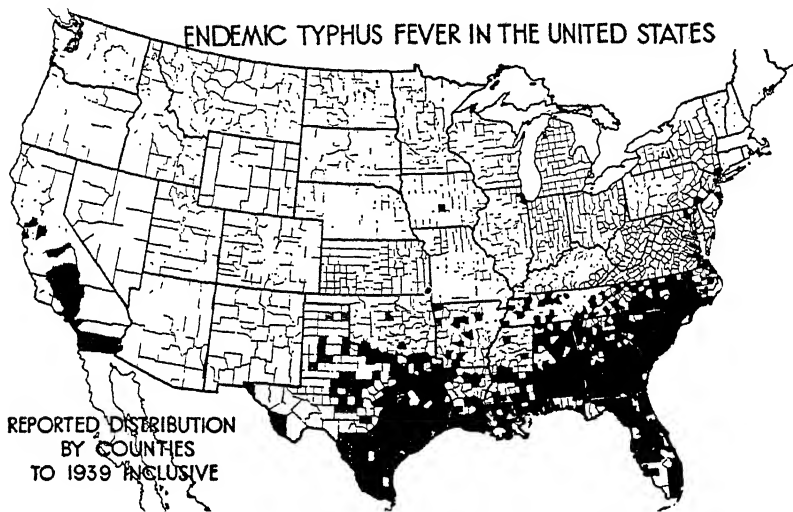 ENDEMIC TYPHUS FEVER IN THE UNITED STATES
REPORTED DISTRIBUTION
BY COUNTIES
TO 1939 INCLUSIVE